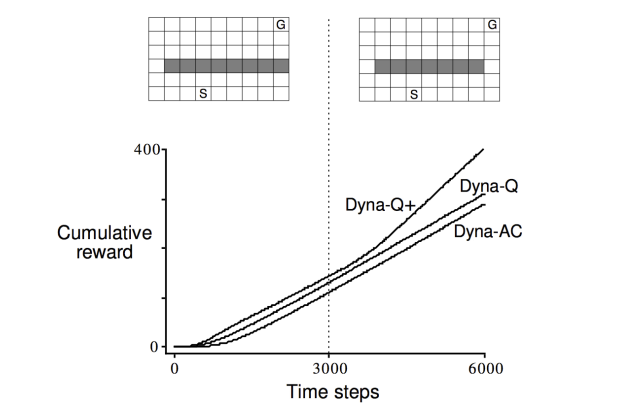 G
G
S
S
400
Dyna-Q+
Dyna-Q
Dyna-AC
Cumulative
reward
0
0
3000
6000
Time steps